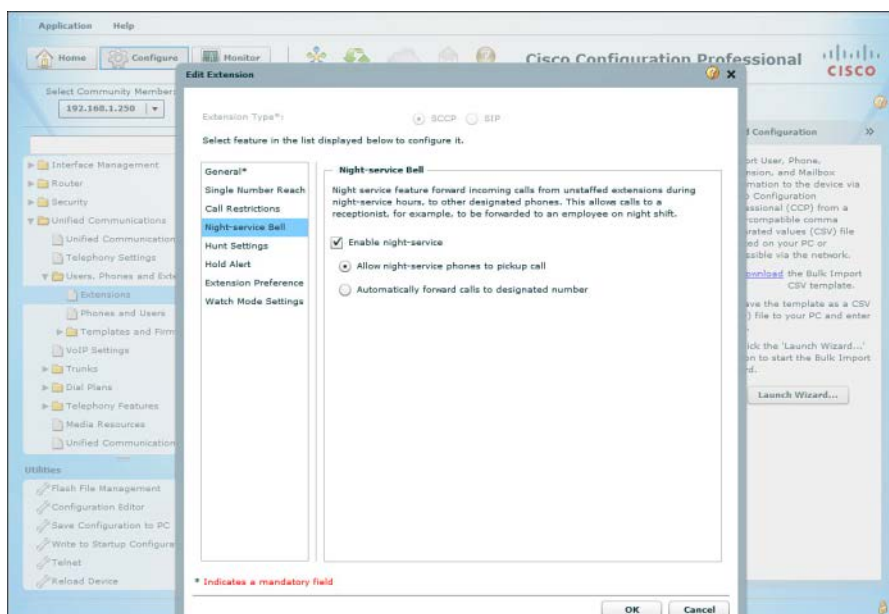 Application Help
Home Configure Monitor Cisco Configuration Professional
CISCO
Select Community Member:
192.168.1.250
Interface Management
Router
Security
Unified Communications
Unified Communication
Telephony Settings
Users, Phones and Exte
Extensions
Phones and Users
Templates and Firm
VoIP Settings
Trunks
Dial Plans
Telephony Features
Media Resources
Unified Communication
Utilities
Flash File Management
Configuration Editor
Save Configuration to PC
Write to Startup Configura
Telnet
Reload Device
Edit Extension
Extension Type*: SCCP SIP
Select feature in the list displayed below to configure it.
General*
Single Number Reach
Call Restrictions
Night-service Bell
Hunt Settings
Hold Alert
Extension Preference
Watch Mode Settings
Night-service Bell
Night service feature forward incoming calls from unstaffed extensions during
night-service hours, to other designated phones. This allows calls to a
receptionist, for example, to be forwarded to an employee on night shift.
Enable night-service
Allow night-service phones to pickup call
Automatically forward calls to designated number
* Indicates a mandatory field
OK Cancel
Configuration
ort User, Phone,
nsion, and Mailbox
mation to the device via
Configuration
essional (CCP) from a
compatible comma
rated values (CSV) file
ed on your PC or
ssible via the network.
ownload the Bulk Import
CSV template.
ave the template as a CSV
) file to your PC and enter
ick the 'Launch Wizard...'
on to start the Bulk Import
rd.
Launch Wizard...